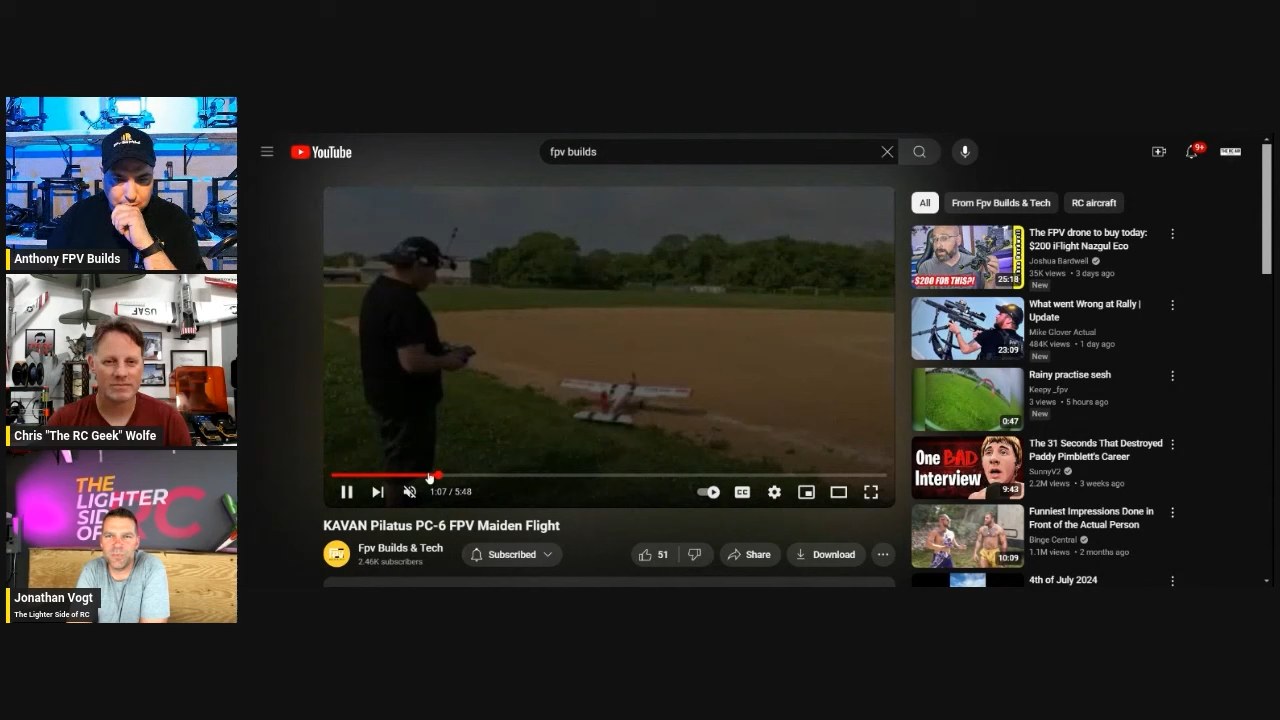 Anthony FPV Builds
USAF
Chris "The RC Geek" Wolfe
THE
LIGHTER
SIDE
OF
RC
Jonathan Vogt
The Lighter Side of RC
YouTube
fpv builds
9+
1:07 / 5:48
CC
KAVAN Pilatus PC-6 FPV Maiden Flight
Fpv Builds & Tech
2.46K subscribers
Subscribed
51
Share
Download
All
From Fpv Builds & Tech
RC aircraft
$200 FOR THIS?!
25:18
The FPV drone to buy today:
$200 iFlight Nazgul Eco
Joshua Bardwell
35K views • 3 days ago
New
23:09
What went Wrong at Rally |
Update
Mike Glover Actual
484K views • 1 day ago
New
0:47
Rainy practise sesh
Keepy_fpv
3 views • 5 hours ago
New
One BAD
Interview
9:43
The 31 Seconds That Destroyed
Paddy Pimblett's Career
SunnyV2
2.2M views • 3 weeks ago
10:09
Funniest Impressions Done in
Front of the Actual Person
Binge Central
1.1M views • 2 months ago
4th of July 2024